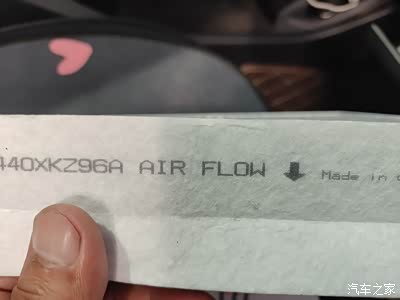 440XKZ96A AIR FLOW ⬇ Made in
汽车之家